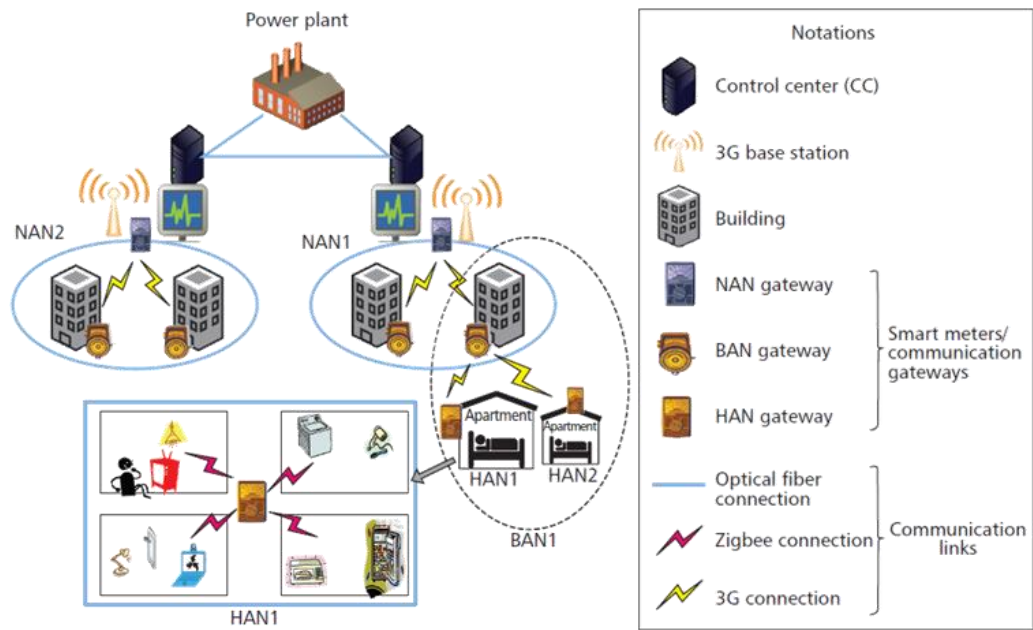 Power plant
NAN2
NAN1
Apartment
Apartment
HAN1
HAN2
BAN1
HAN1
Notations
Control center (CC)
3G base station
Building
NAN gateway
BAN gateway
HAN gateway
Smart meters/
communication
gateways
Optical fiber
connection
Zigbee connection
3G connection
Communication
links